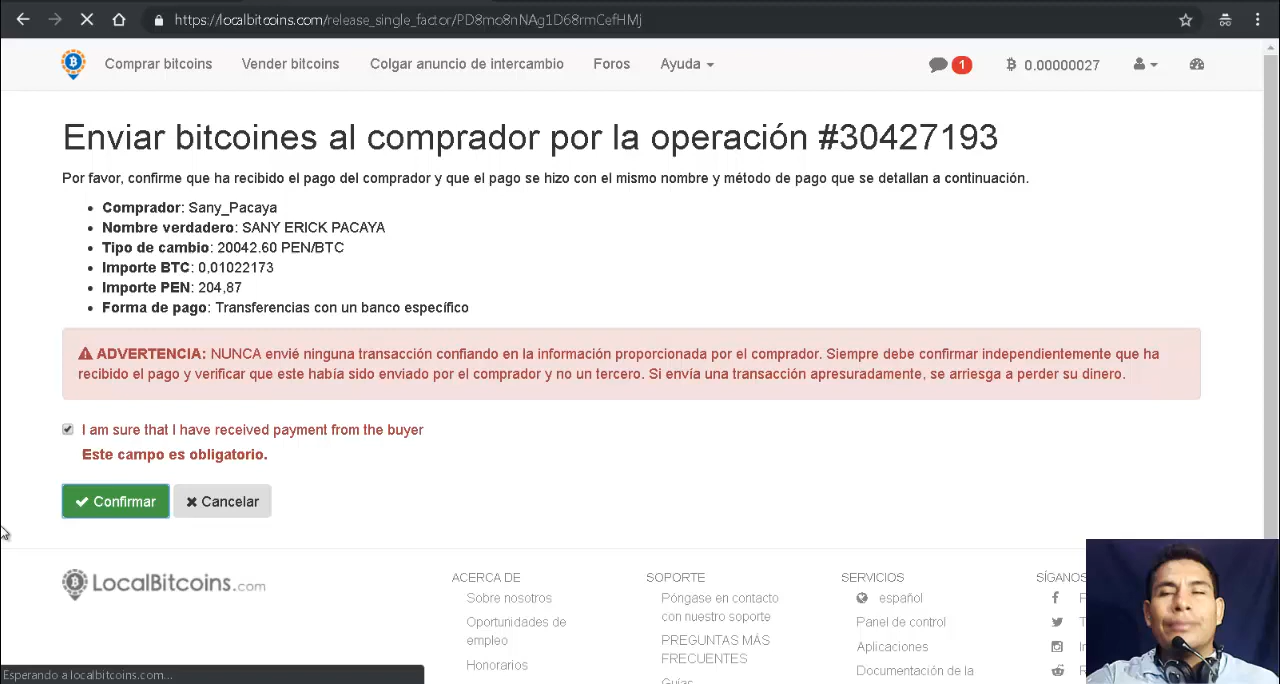 https://localbitcoins.com/release_single_factor/PD8mo8nNAg1D68rmCefHMj
Comprar bitcoins Vender bitcoins Colgar anuncio de intercambio Foros Ayuda 1 0.00000027
Enviar bitcoines al comprador por la operación #30427193
Por favor, confirme que ha recibido el pago del comprador y que el pago se hizo con el mismo nombre y método de pago que se detallan a continuación.
Comprador: Sany_Pacaya
Nombre verdadero: SANY ERICK PACAYA
Tipo de cambio: 20042.60 PEN/BTC
Importe BTC: 0,01022173
Importe PEN: 204,87
Forma de pago: Transferencias con un banco específico
ADVERTENCIA: NUNCA envié ninguna transacción confiando en la información proporcionada por el comprador. Siempre debe confirmar independientemente que ha
recibido el pago y verificar que este había sido enviado por el comprador y no un tercero. Si envía una transacción apresuradamente, se arriesga a perder su dinero.
I am sure that I have received payment from the buyer
Este campo es obligatorio.
Confirmar Cancelar
LocalBitcoins.com
ACERCA DE
Sobre nosotros
Oportunidades de
empleo
Honorarios
SOPORTE
Póngase en contacto
con nuestro soporte
PREGUNTAS MÁS
FRECUENTES
Guías
SERVICIOS
español
Panel de control
Aplicaciones
Documentación de la
SÍGANOS
Esperando a localbitcoins.com...